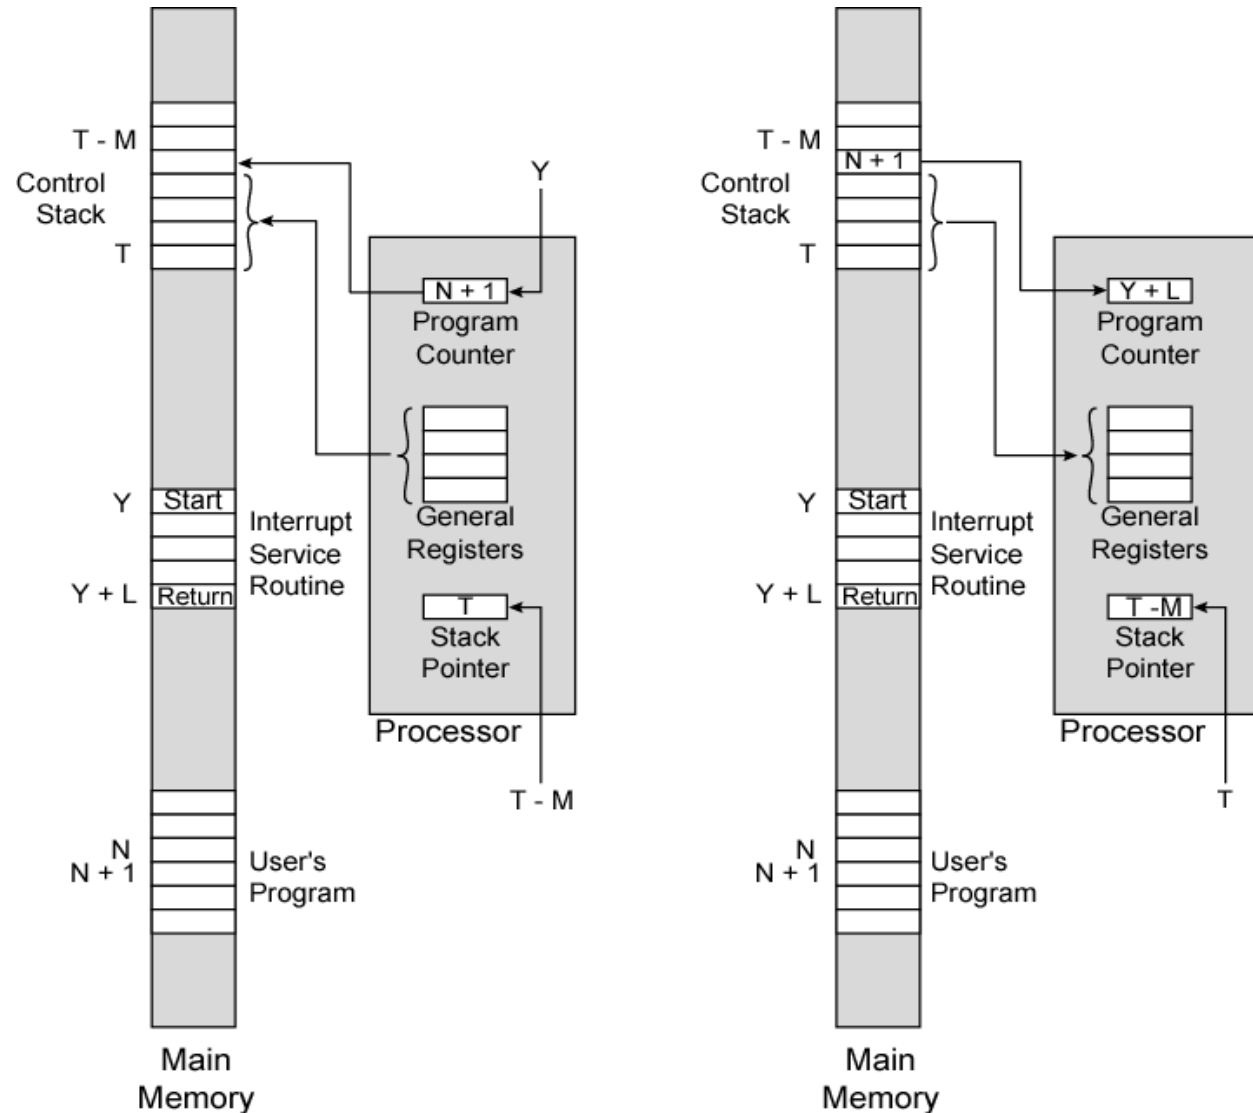 T - M
Control
Stack
T
Y
N + 1
Program
Counter
Y
Start
Interrupt
Service
Routine
General
Registers
Y + L
Return
T
Stack
Pointer
Processor
T - M
N
N + 1
User's
Program
Main
Memory
T - M
N + 1
Control
Stack
T
Y + L
Program
Counter
Y
Start
Interrupt
Service
Routine
General
Registers
Y + L
Return
T -M
Stack
Pointer
Processor
T
N
N + 1
User's
Program
Main
Memory